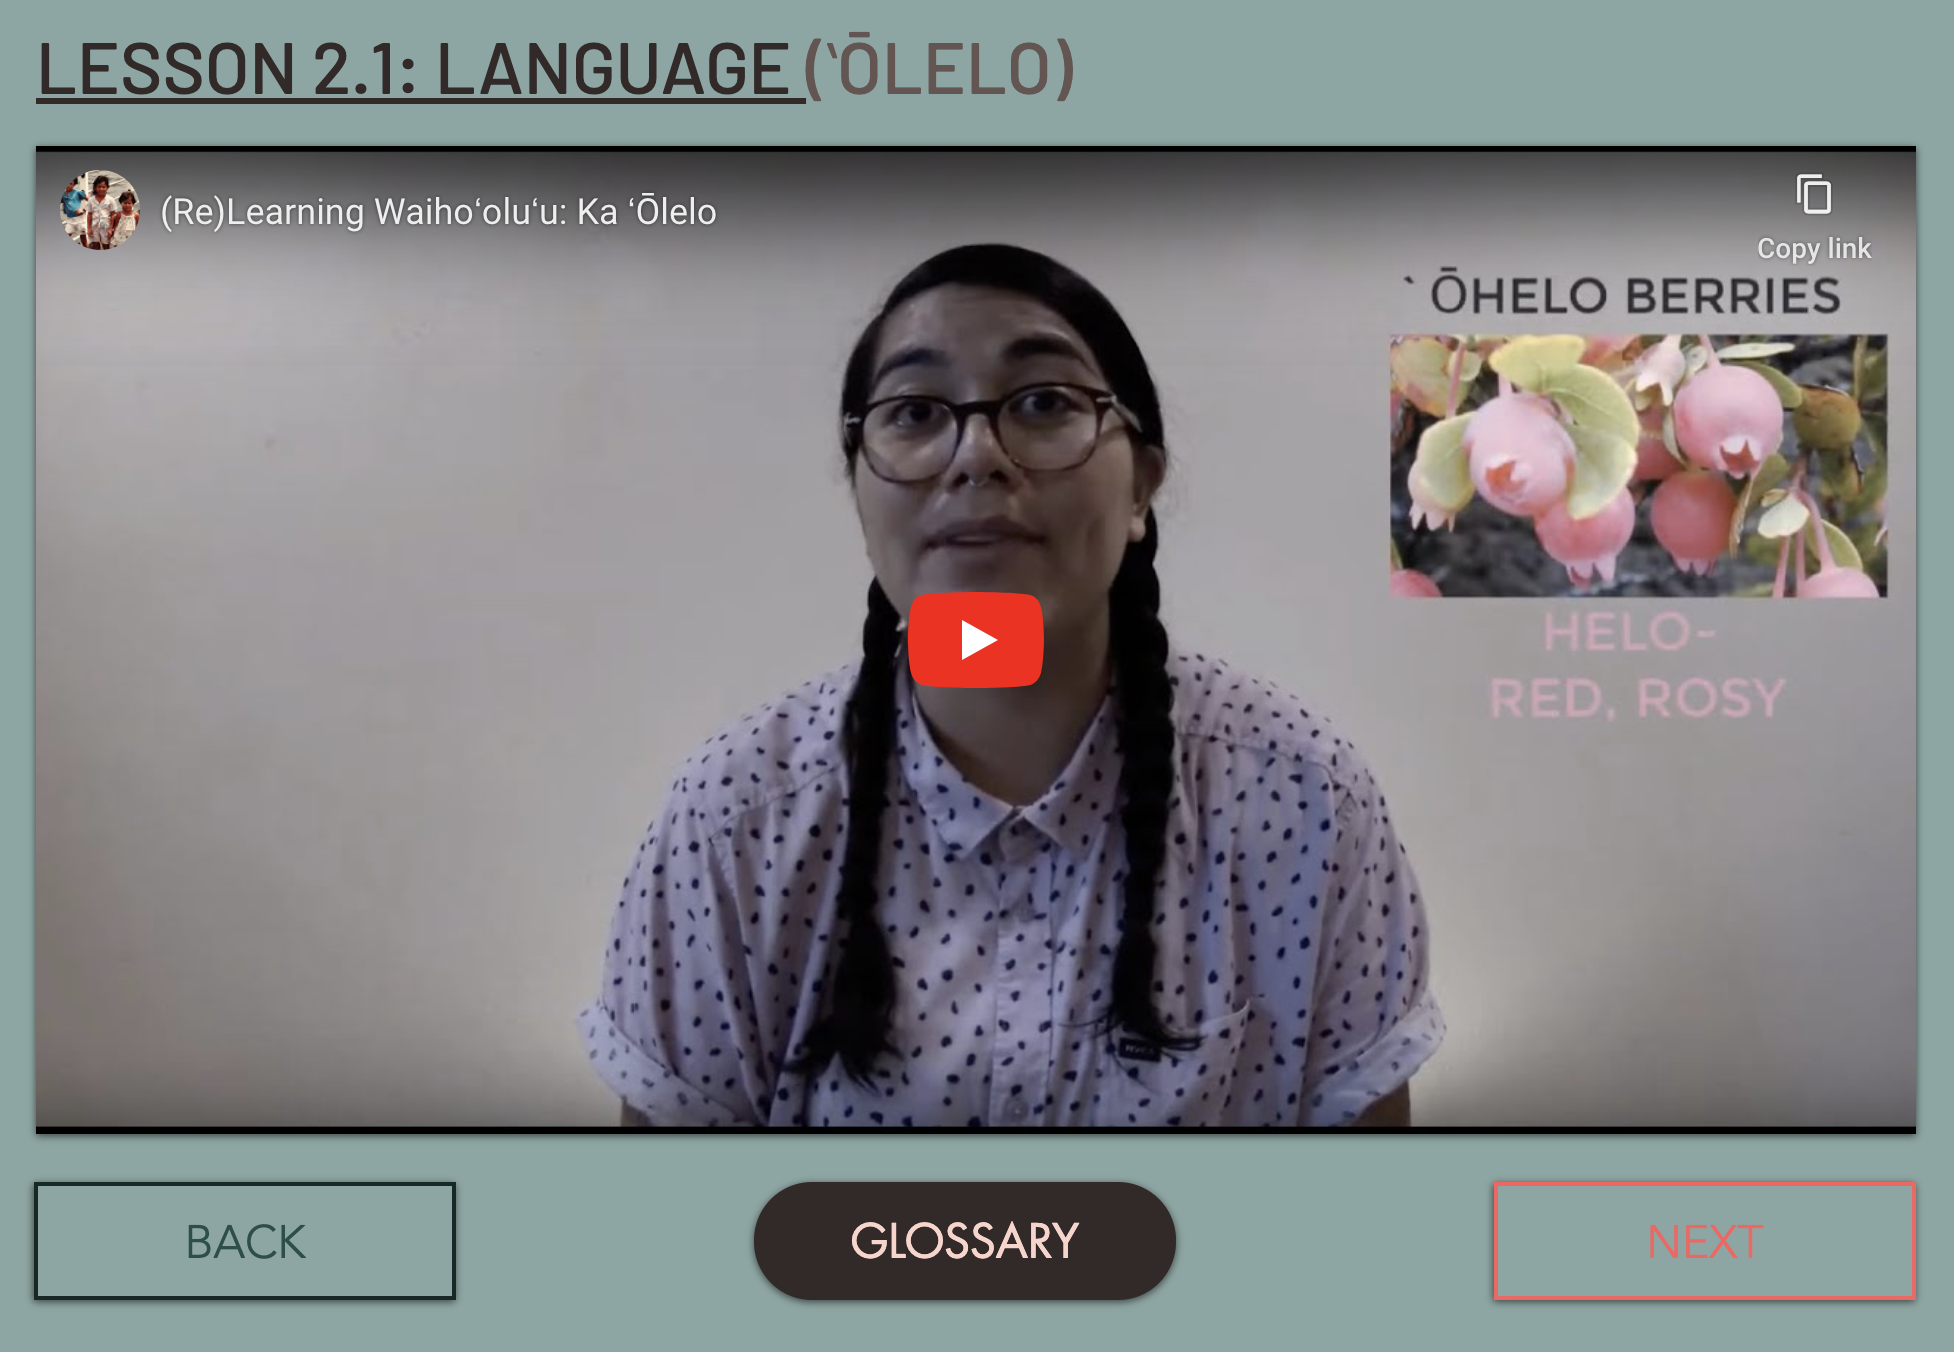 LESSON 2.1: LANGUAGE (ʻŌLELO)
(Re)Learning Waihoʻoluʻu: Ka ʻŌlelo
Copy link
` ŌHELO BERRIES
HELO-
RED, ROSY
BACK
GLOSSARY
NEXT